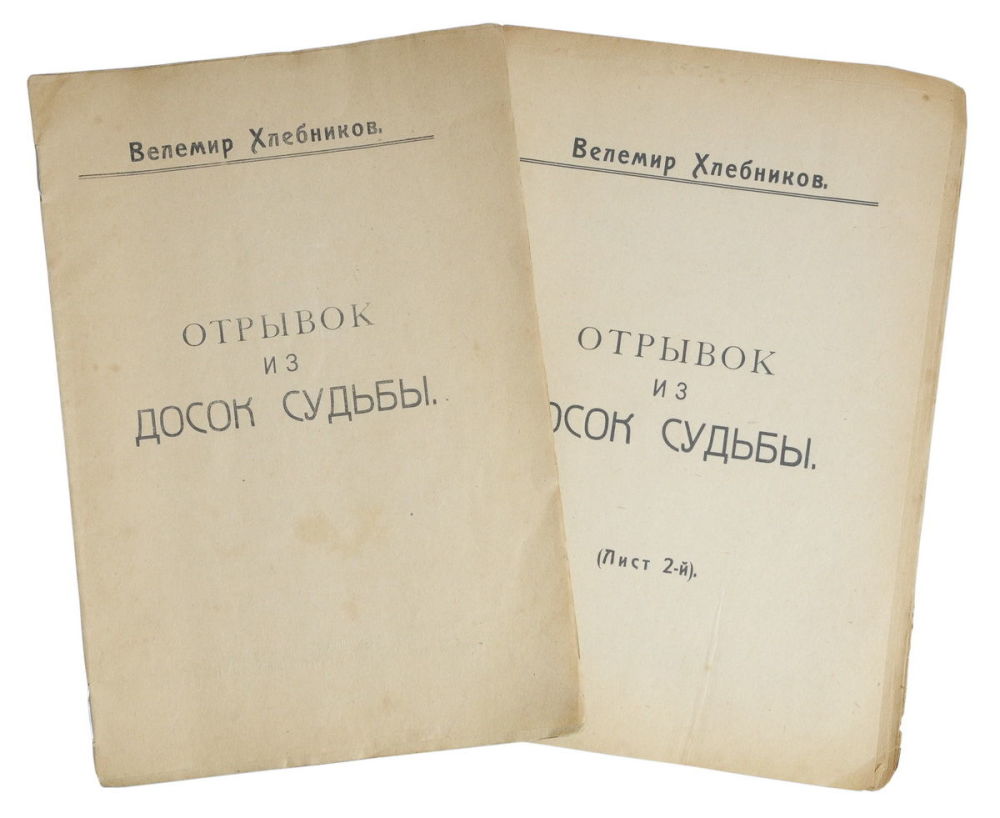 Велемир Хлебников.
ОТРЫВОК
ИЗ
ДОСОК СУДЬБЫ.
Велемир Хлебников.
ОТРЫВОК
ИЗ
ОСОК СУДЬБЫ.
(Лист 2-й).